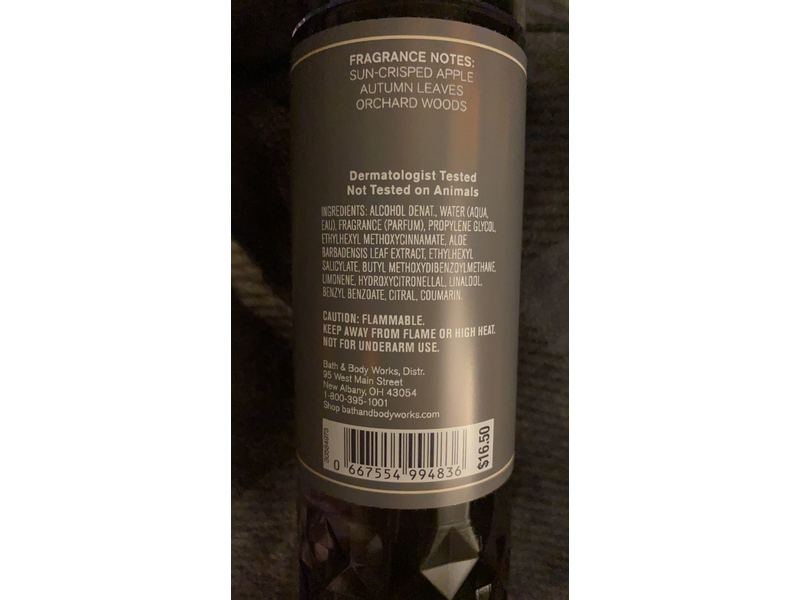 FRAGRANCE NOTES:
SUN-CRISPED APPLE
AUTUMN LEAVES
ORCHARD WOODS
Dermatologist Tested
Not Tested on Animals
INGREDIENTS: ALCOHOL DENAT., WATER (AQUA,
EAU), FRAGRANCE (PARFUM), PROPYLENE GLYCOL,
ETHYLHEXYL METHOXYCINNAMATE, ALOE
BARBADENSIS LEAF EXTRACT, ETHYLHEXYL
SALICYLATE, BUTYL METHOXYDIBENZOYLMETHANE,
LIMONENE, HYDROXYCITRONELLAL, LINALOOL,
BENZYL BENZOATE, CITRAL, COUMARIN.
CAUTION: FLAMMABLE.
KEEP AWAY FROM FLAME OR HIGH HEAT.
NOT FOR UNDERARM USE.
Bath & Body Works, Distr.
95 West Main Street
New Albany, OH 43054
1-800-395-1001
Shop bathandbodyworks.com
0 667554 994836
$16.50